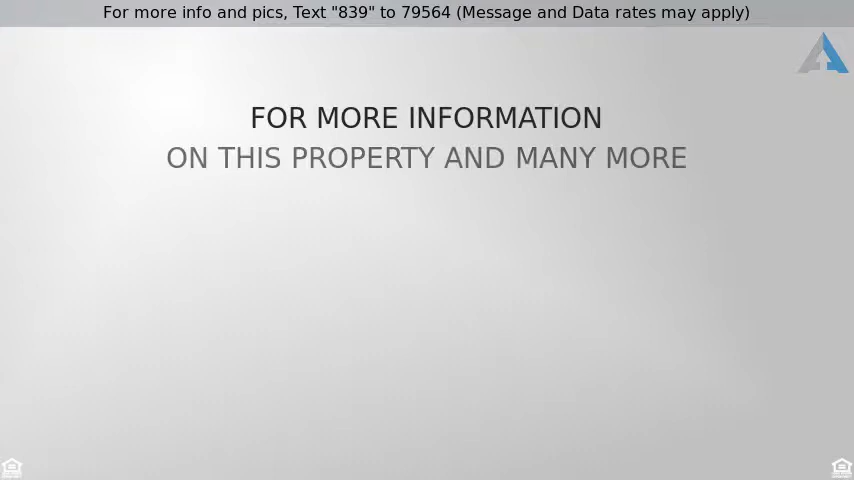 For more info and pics, Text "839" to 79564 (Message and Data rates may apply)
FOR MORE INFORMATION
ON THIS PROPERTY AND MANY MORE